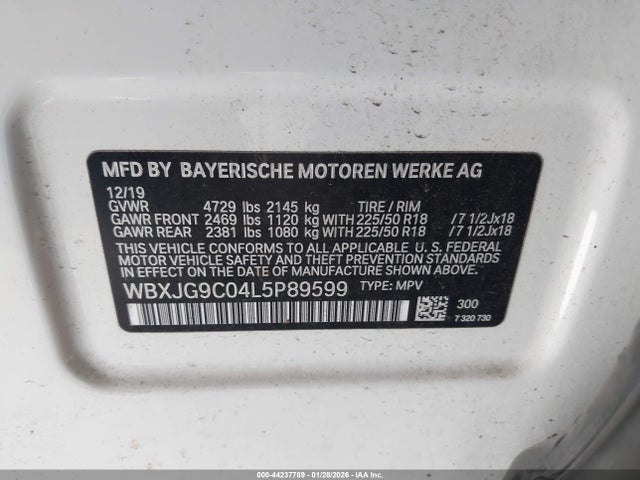 MFD BY BAYERISCHE MOTOREN WERKE AG
12/19
GVWR 4729 lbs 2145 kg TIRE / RIM
GAWR FRONT 2469 lbs 1120 kg WITH 225/50 R18 / 7 1/2Jx18
GAWR REAR 2381 lbs 1080 kg WITH 225/50 R18 / 7 1/2Jx18
THIS VEHICLE CONFORMS TO ALL APPLICABLE U. S. FEDERAL
MOTOR VEHICLE SAFETY, BUMPER, AND THEFT PREVENTION
STANDARDS IN EFFECT ON THE DATE OF MANUFACTURE SHOWN ABOVE.
WBXJG9C04L5P89599 TYPE: MPV
300
7 320 730
000-44237789 | 01/28/2026 - IAA Corp.